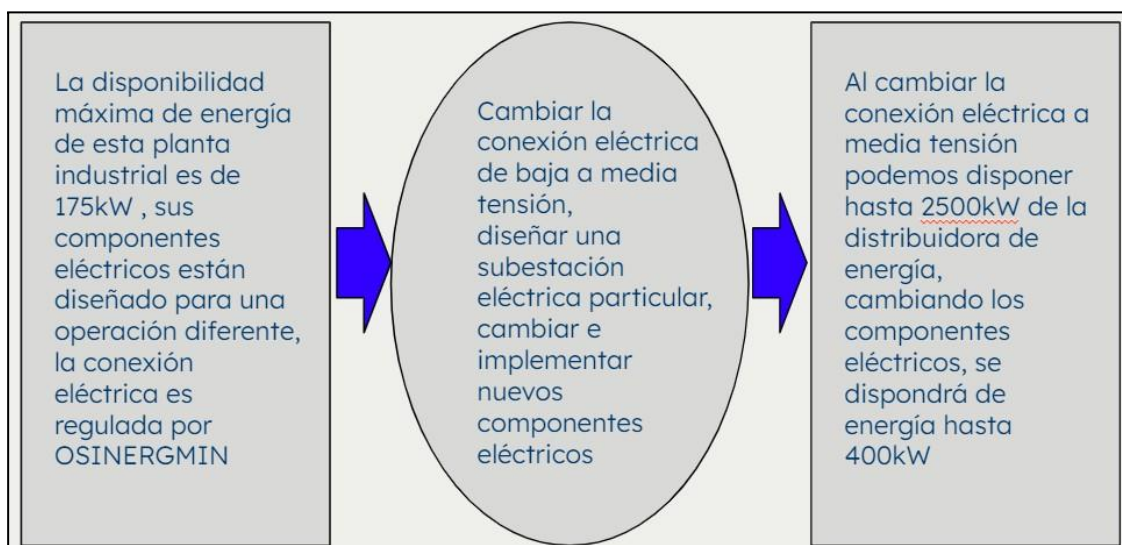 La disponibilidad
máxima de energía
de esta planta
industrial es de
175kW , sus
componentes
eléctricos están
diseñado para una
operación diferente,
la conexión
eléctrica es
regulada por
OSINERGMIN
Cambiar la
conexión eléctrica
de baja a media
tensión,
diseñar una
subestación
eléctrica particular,
cambiar e
implementar
nuevos
componentes
eléctricos
Al cambiar la
conexión eléctrica a
media tensión
podemos disponer
hasta 2500kW de la
distribuidora de
energía,
cambiando los
componentes
eléctricos, se
dispondrá de
energía hasta
400kW